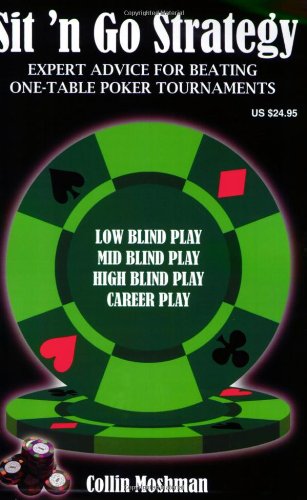 Sit 'n Go Strategy
EXPERT ADVICE FOR BEATING
ONE-TABLE POKER TOURNAMENTS
US $24.95
LOW BLIND PLAY
MID BLIND PLAY
HIGH BLIND PLAY
CAREER PLAY
Collin Moshman